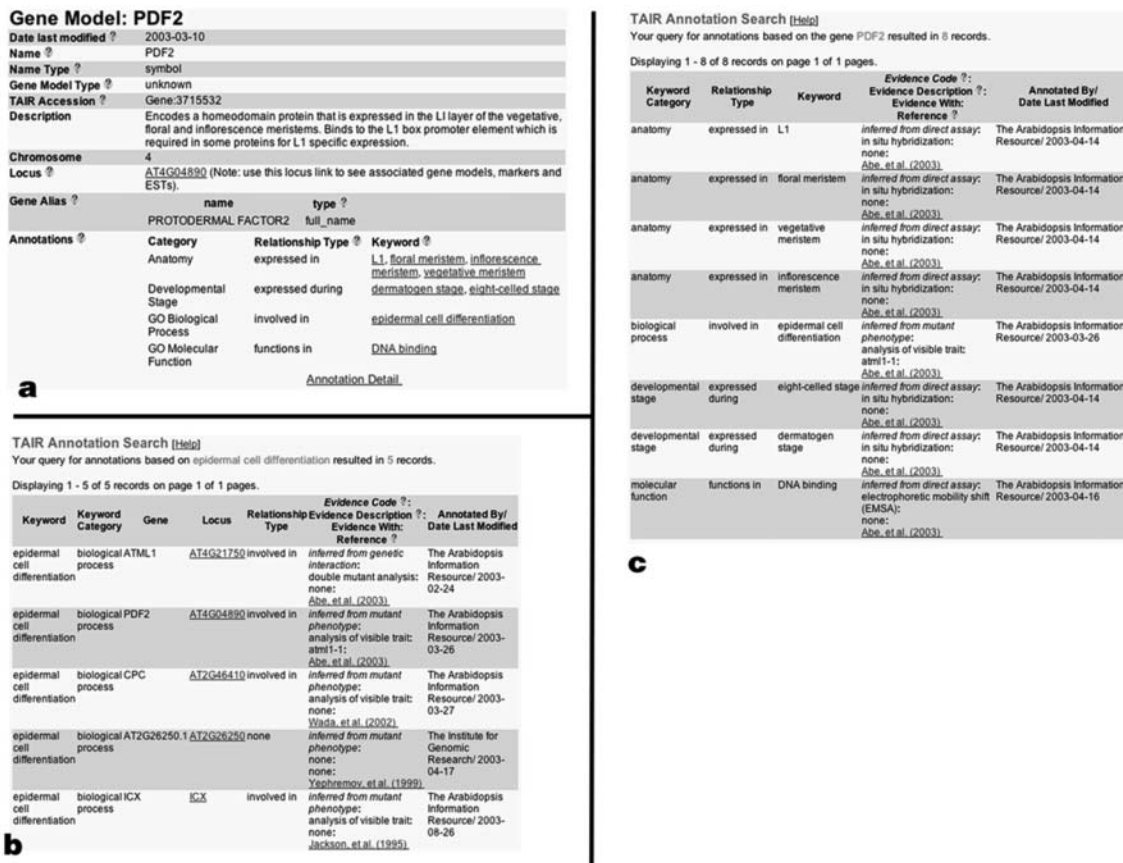 Gene Model: PDF2
Date last modified ? 2003-03-10
Name ? PDF2
Name Type ? symbol
Gene Model Type ? unknown
TAIR Accession ? Gene:3715532
Description Encodes a homeodomain protein that is expressed in the LI layer of the vegetative,
floral and inflorescence meristems. Binds to the L1 box promoter element which is
required in some proteins for L1 specific expression.
Chromosome 4
Locus ? AT4G04890 (Note: use this locus link to see associated gene models, markers and
ESTs).
Gene Alias ? name type ?
PROTODERMAL FACTOR2 full_name
Annotations ? Category Relationship Type ? Keyword ?
Anatomy expressed in L1, floral meristem, inflorescence
meristem, vegetative meristem
Developmental expressed during dermatogen stage, eight-celled stage
Stage
GO Biological involved in epidermal cell differentiation
Process
GO Molecular functions in DNA binding
Function
Annotation Detail
a
TAIR Annotation Search [Help]
Your query for annotations based on epidermal cell differentiation resulted in 5 records.
Displaying 1 - 5 of 5 records on page 1 of 1 pages.
Evidence Code ?:
Keyword Keyword Gene Locus Relationship Evidence Description ?: Annotated By/
Category Type Evidence With: Date Last Modified
Reference ?
epidermal biological ATML1 AT4G21750 involved in inferred from genetic The Arabidopsis
cell process interaction: Information
differentiation double mutant analysis: Resource/ 2003-
none: 02-24
Abe, et al. (2003)
epidermal biological PDF2 AT4G04890 involved in inferred from mutant The Arabidopsis
cell process phenotype: Information
differentiation analysis of visible trait: Resource/ 2003-
atml1-1: 03-26
Abe, et al. (2003)
epidermal biological CPC AT2G46410 involved in inferred from mutant The Arabidopsis
cell process phenotype: Information
differentiation analysis of visible trait: Resource/ 2003-
none: 03-27
Wada, et al. (2002)
epidermal biological AT2G26250.1 AT2G26250 none inferred from mutant The Institute for
cell process phenotype: Genomic
differentiation none: Research/ 2003-
none: 04-17
Yephremov, et al. (1999)
epidermal biological ICX ICX involved in inferred from mutant The Arabidopsis
cell process phenotype: Information
differentiation analysis of visible trait: Resource/ 2003-
none: 08-26
Jackson, et al. (1995)
b
TAIR Annotation Search [Help]
Your query for annotations based on the gene PDF2 resulted in 8 records.
Displaying 1 - 8 of 8 records on page 1 of 1 pages.
Evidence Code ?:
Keyword Relationship Keyword Evidence Description ?: Annotated By/
Category Type Evidence With: Date Last Modified
Reference ?
anatomy expressed in L1 inferred from direct assay: The Arabidopsis Information
in situ hybridization: Resource/ 2003-04-14
none:
Abe, et al. (2003)
anatomy expressed in floral meristem inferred from direct assay: The Arabidopsis Information
in situ hybridization: Resource/ 2003-04-14
none:
Abe, et al. (2003)
anatomy expressed in vegetative inferred from direct assay: The Arabidopsis Information
meristem in situ hybridization: Resource/ 2003-04-14
none:
Abe, et al. (2003)
anatomy expressed in inflorescence inferred from direct assay: The Arabidopsis Information
meristem in situ hybridization: Resource/ 2003-04-14
none:
Abe, et al. (2003)
biological involved in epidermal cell inferred from mutant The Arabidopsis Information
process differentiation phenotype: Resource/ 2003-03-26
analysis of visible trait:
atml1-1:
Abe, et al. (2003)
developmental expressed eight-celled stage inferred from direct assay: The Arabidopsis Information
stage during in situ hybridization: Resource/ 2003-04-14
none:
Abe, et al. (2003)
developmental expressed dermatogen inferred from direct assay: The Arabidopsis Information
stage during stage in situ hybridization: Resource/ 2003-04-14
none:
Abe, et al. (2003)
molecular functions in DNA binding inferred from direct assay: The Arabidopsis Information
function electrophoretic mobility shift Resource/ 2003-04-16
(EMSA):
none:
Abe, et al. (2003)
c